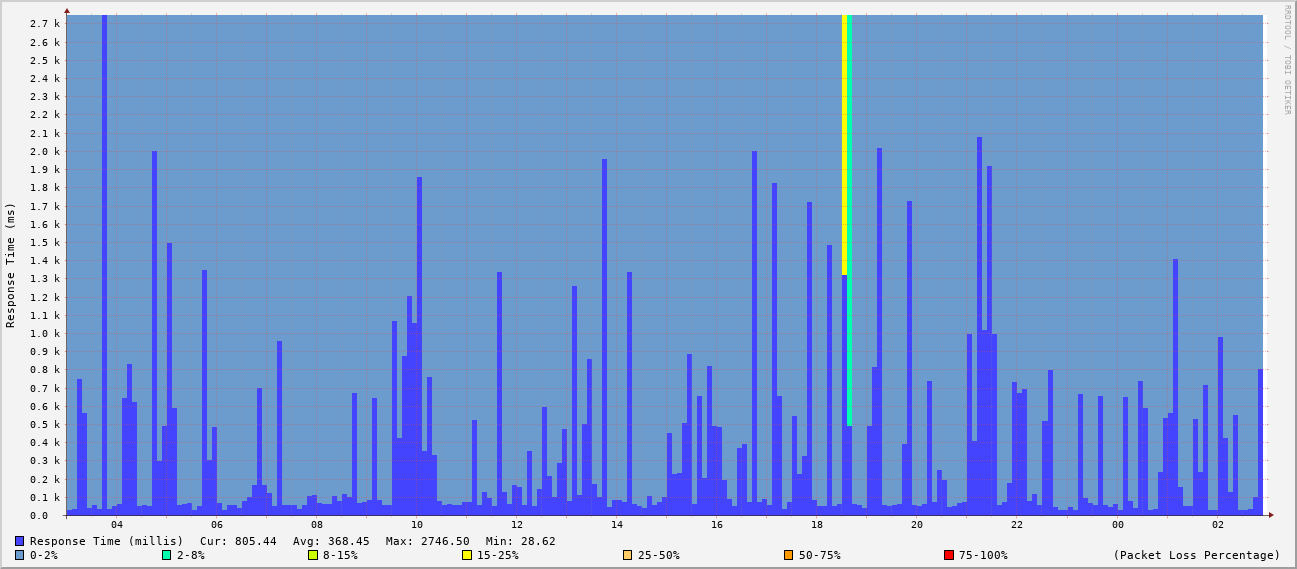 RRDTOOL / TOBI OETIKER
Response Time (ms)
2.7 k
2.6 k
2.5 k
2.4 k
2.3 k
2.2 k
2.1 k
2.0 k
1.9 k
1.8 k
1.7 k
1.6 k
1.5 k
1.4 k
1.3 k
1.2 k
1.1 k
1.0 k
0.9 k
0.8 k
0.7 k
0.6 k
0.5 k
0.4 k
0.3 k
0.2 k
0.1 k
0.0
04 06 08 10 12 14 16 18 20 22 00 02
Response Time (millis) Cur: 805.44 Avg: 368.45 Max: 2746.50 Min: 28.62
0-2% 2-8% 8-15% 15-25% 25-50% 50-75% 75-100% (Packet Loss Percentage)